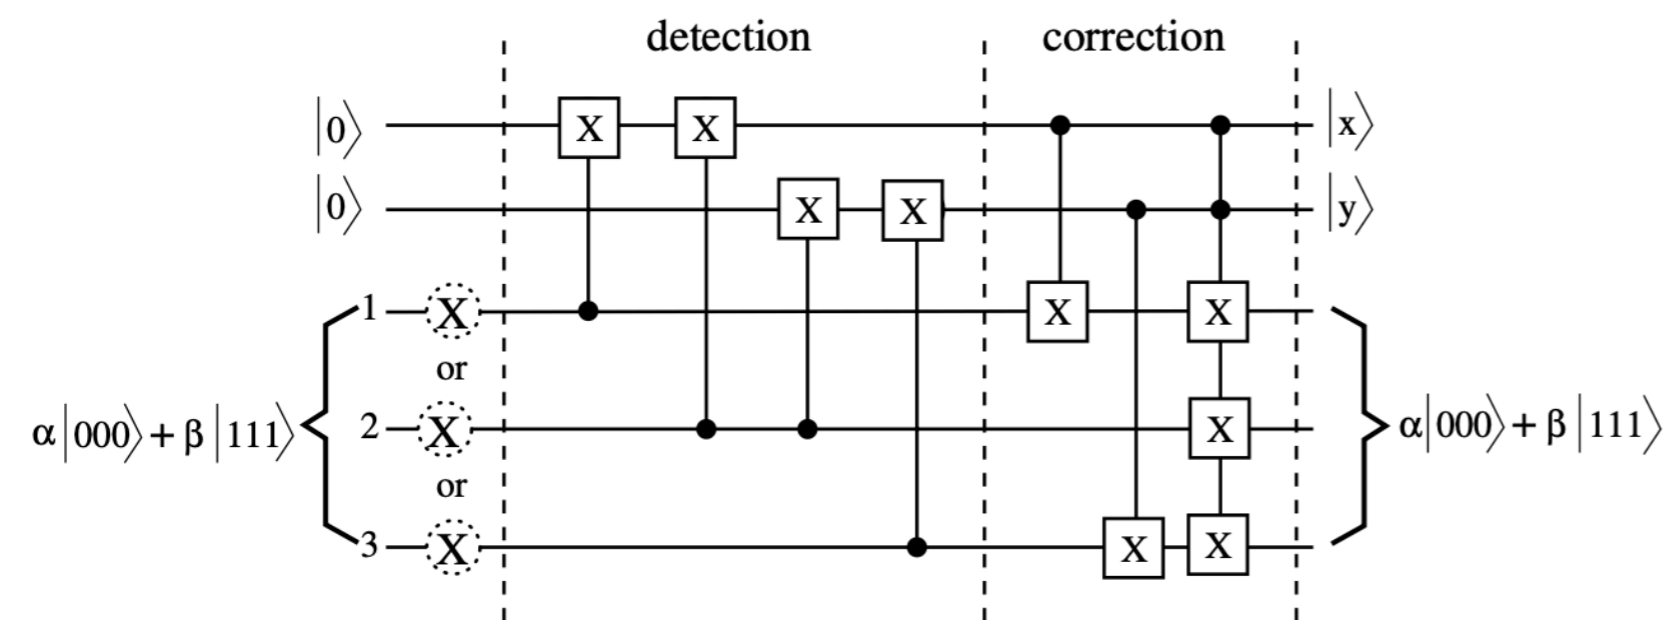 detection correction
|0⟩ X X |x⟩
|0⟩ X X |y⟩
1 X X X
or
α|000⟩ + β|111⟩ 2 X X α|000⟩ + β|111⟩
or
3 X X X